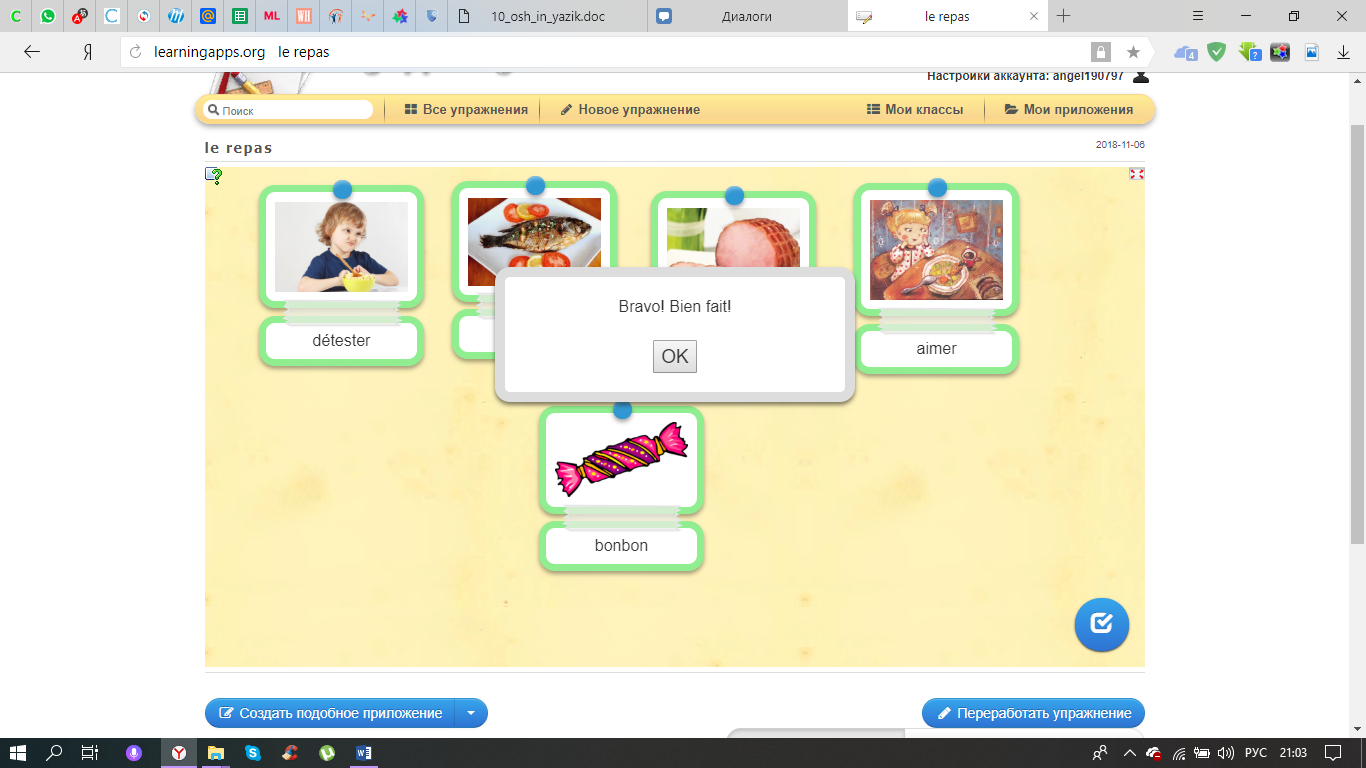 10_osh_in_yazik.doc
Диалоги
le repas
learningapps.org le repas
Настройки аккаунта: angel190797
Поиск
Все упражнения
Новое упражнение
Мои классы
Мои приложения
le repas
2018-11-06
Bravo! Bien fait!
OK
détester
aimer
bonbon
Создать подобное приложение
Переработать упражнение
РУС
21:03